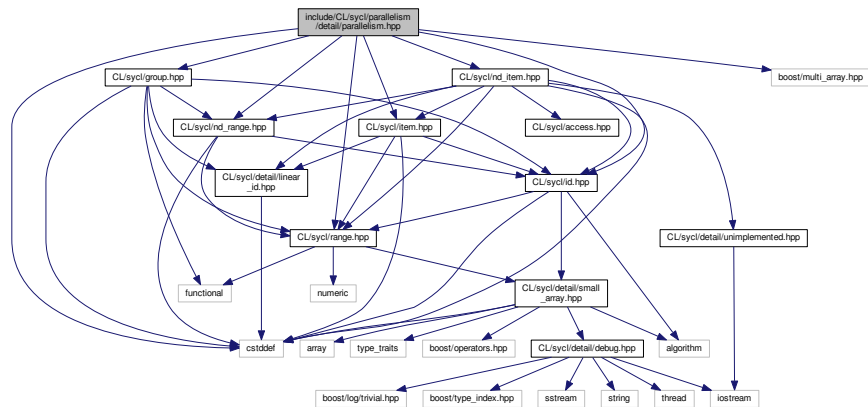 include/CL/sycl/parallelism
/detail/parallelism.hpp
CL/sycl/group.hpp
CL/sycl/nd_item.hpp
boost/multi_array.hpp
CL/sycl/nd_range.hpp
CL/sycl/item.hpp
CL/sycl/access.hpp
CL/sycl/detail/linear
_id.hpp
CL/sycl/id.hpp
CL/sycl/range.hpp
CL/sycl/detail/unimplemented.hpp
functional
numeric
CL/sycl/detail/small
_array.hpp
cstddef
array
type_traits
boost/operators.hpp
CL/sycl/detail/debug.hpp
algorithm
boost/log/trivial.hpp
boost/type_index.hpp
sstream
string
thread
iostream